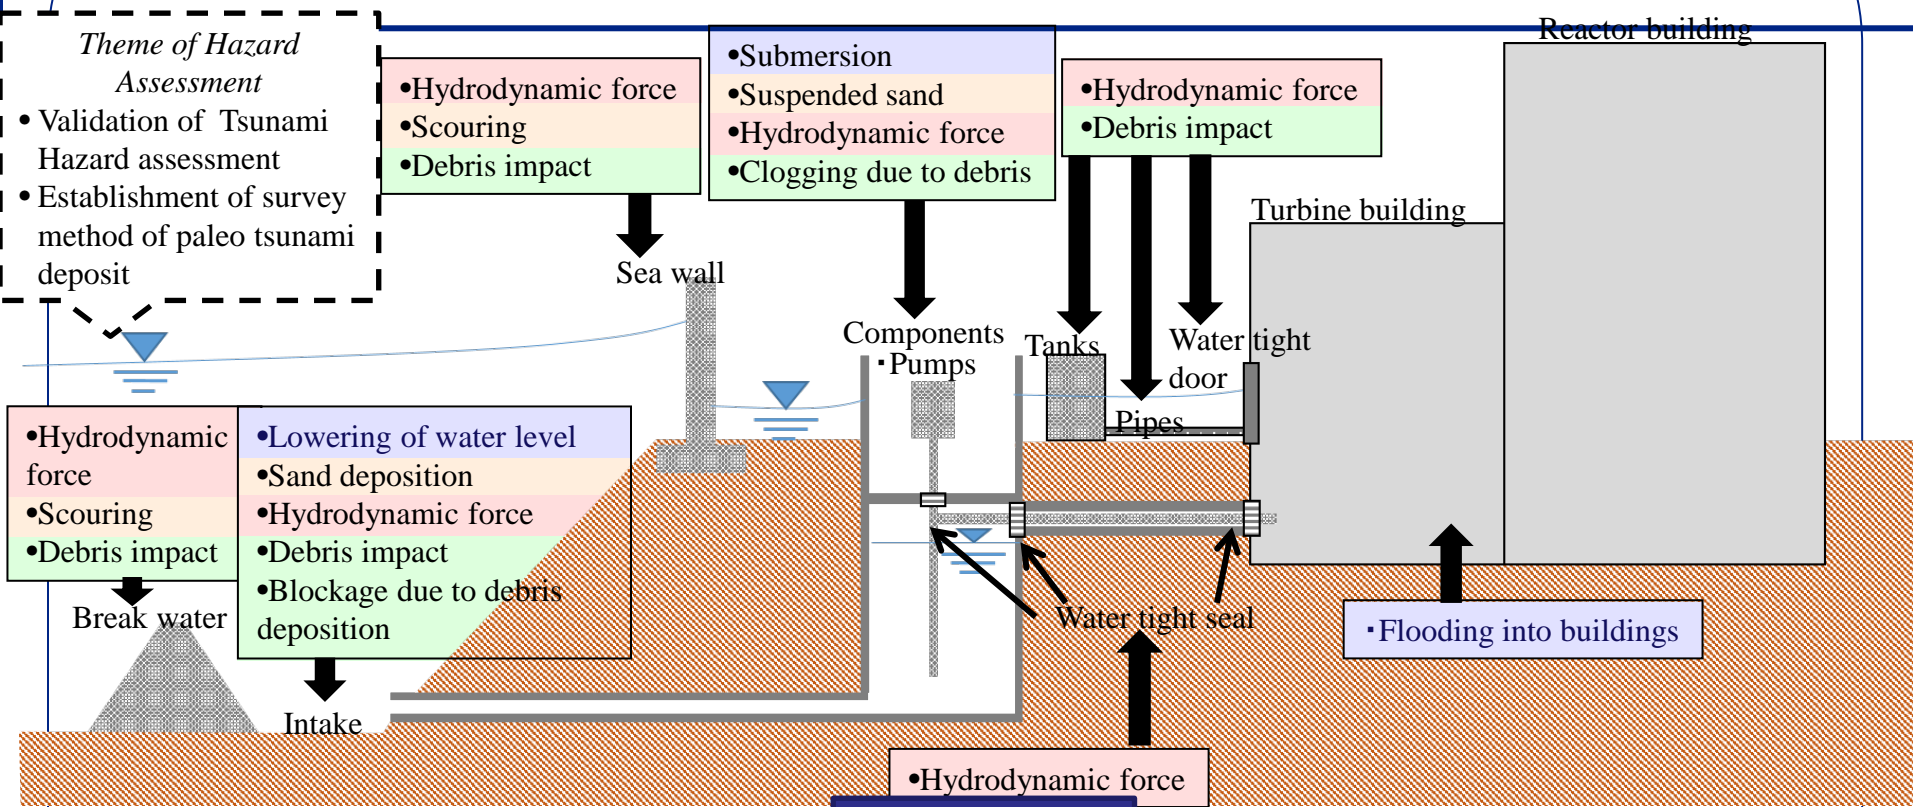 Theme of Hazard
Assessment
• Validation of Tsunami
Hazard assessment
• Establishment of survey
method of paleo tsunami
deposit
•Hydrodynamic force
•Scouring
•Debris impact
Sea wall
•Submersion
•Suspended sand
•Hydrodynamic force
•Clogging due to debris
Components
・Pumps
•Hydrodynamic force
•Debris impact
Tanks
Pipes
Water tight
door
Turbine building
Reactor building
•Hydrodynamic
force
•Scouring
•Debris impact
Break water
•Lowering of water level
•Sand deposition
•Hydrodynamic force
•Debris impact
•Blockage due to debris
deposition
Intake
Water tight seal
•Hydrodynamic force
・Flooding into buildings